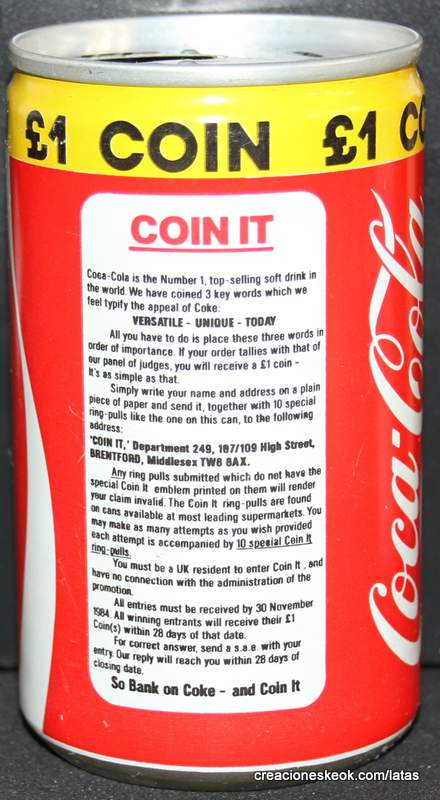 £1 COIN £1 CO
COIN IT
Coca-Cola is the Number 1, top-selling soft drink in
the world. We have coined 3 key words which we
feel typify the appeal of Coke:
VERSATILE - UNIQUE - TODAY
All you have to do is place these three words in
order of importance. If your order tallies with that of
our panel of judges, you will receive a £1 coin -
It's as simple as that.
Simply write your name and address on a plain
piece of paper and send it, together with 10 special
ring-pulls like the one on this can, to the following
address:
'COIN IT,' Department 249, 107/109 High Street,
BRENTFORD, Middlesex TW8 8AX.
Any ring pulls submitted which do not have the
special Coin It emblem printed on them will render
your claim invalid. The Coin It ring-pulls are found
on cans available at most leading supermarkets. You
may make as many attempts as you wish provided
each attempt is accompanied by 10 special Coin It
ring-pulls.
You must be a UK resident to enter Coin It, and
have no connection with the administration of the
promotion.
All entries must be received by 30 November
1984. All winning entrants will receive their £1
Coin(s) within 28 days of that date.
For correct answer, send a s.a.e. with your
entry. Our reply will reach you within 28 days of
closing date.
So Bank on Coke - and Coin It
Coca-Cola
creacioneskeok.com/latas